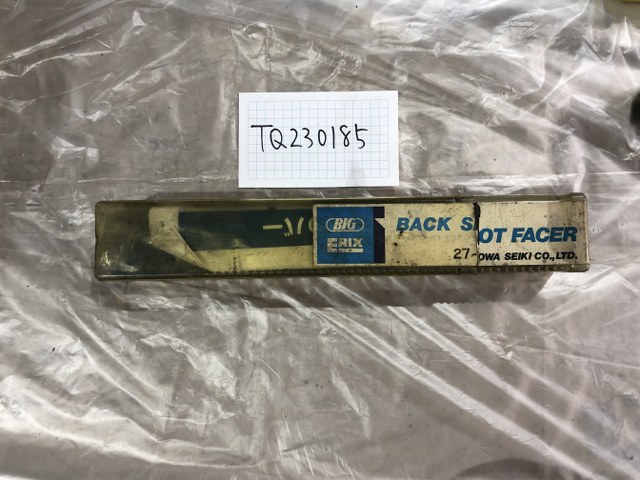 TQ230185
BIG
ERIX
BACK S
OT FACER
27~
OWA SEIKI CO.,LTD.